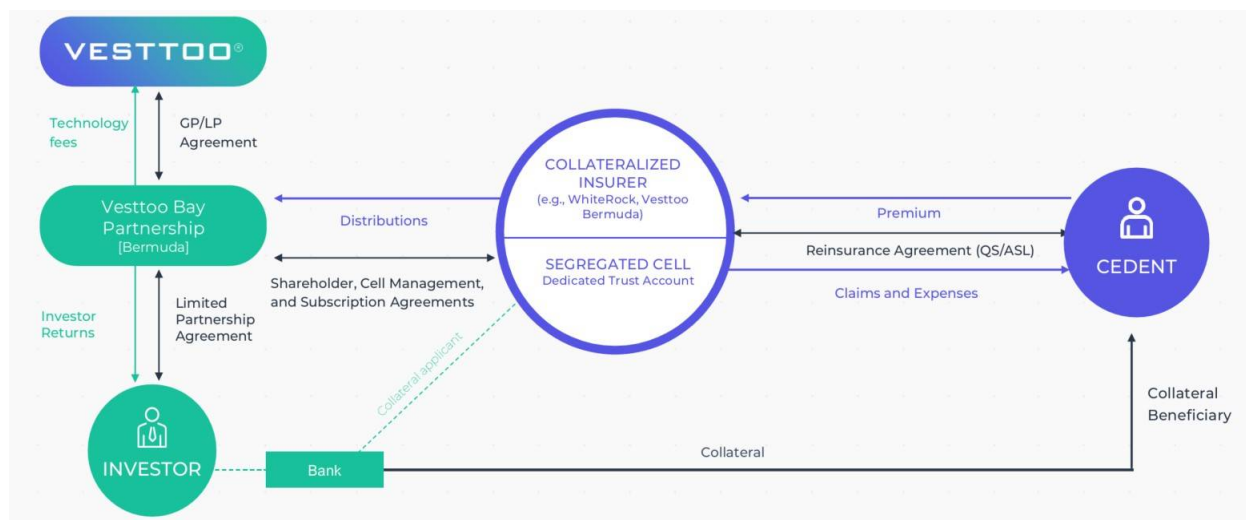 VESTTOO®
Technology
fees
GP/LP
Agreement
Vesttoo Bay
Partnership
[Bermuda]
Investor
Returns
Limited
Partnership
Agreement
INVESTOR
Bank
Distributions
Shareholder, Cell Management,
and Subscription Agreements
Collateral applicant
COLLATERALIZED
INSURER
(e.g., WhiteRock, Vesttoo
Bermuda)
SEGREGATED CELL
Dedicated Trust Account
Premium
Reinsurance Agreement (QS/ASL)
Claims and Expenses
CEDENT
Collateral
Collateral
Beneficiary